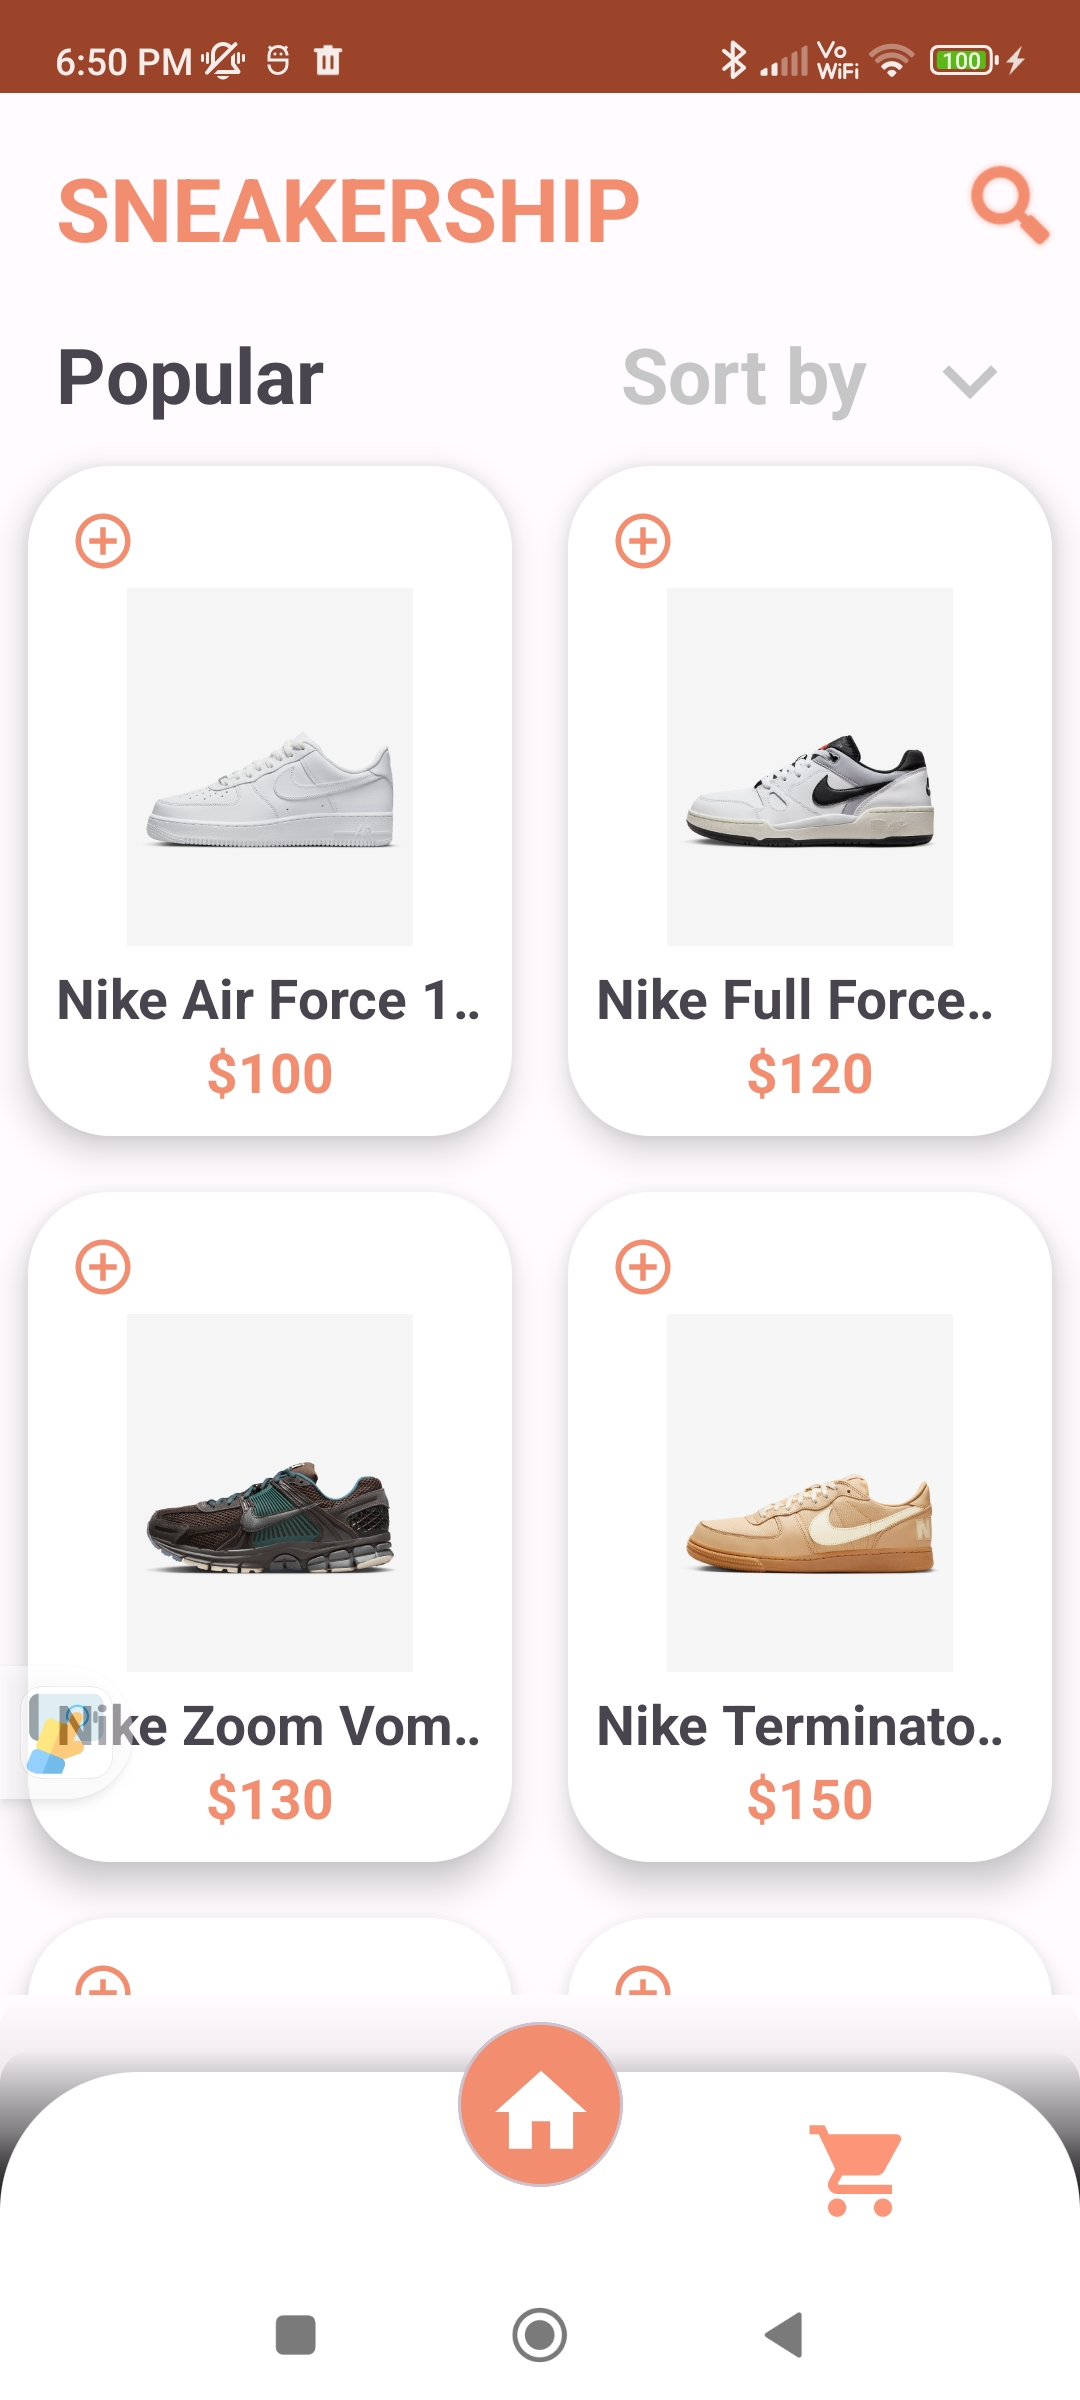 6:50 PM
Vo
WiFi
100
SNEAKERSHIP
Popular
Sort by
Nike Air Force 1..
$100
Nike Full Force..
$120
Nike Zoom Vom..
$130
Nike Terminato..
$150